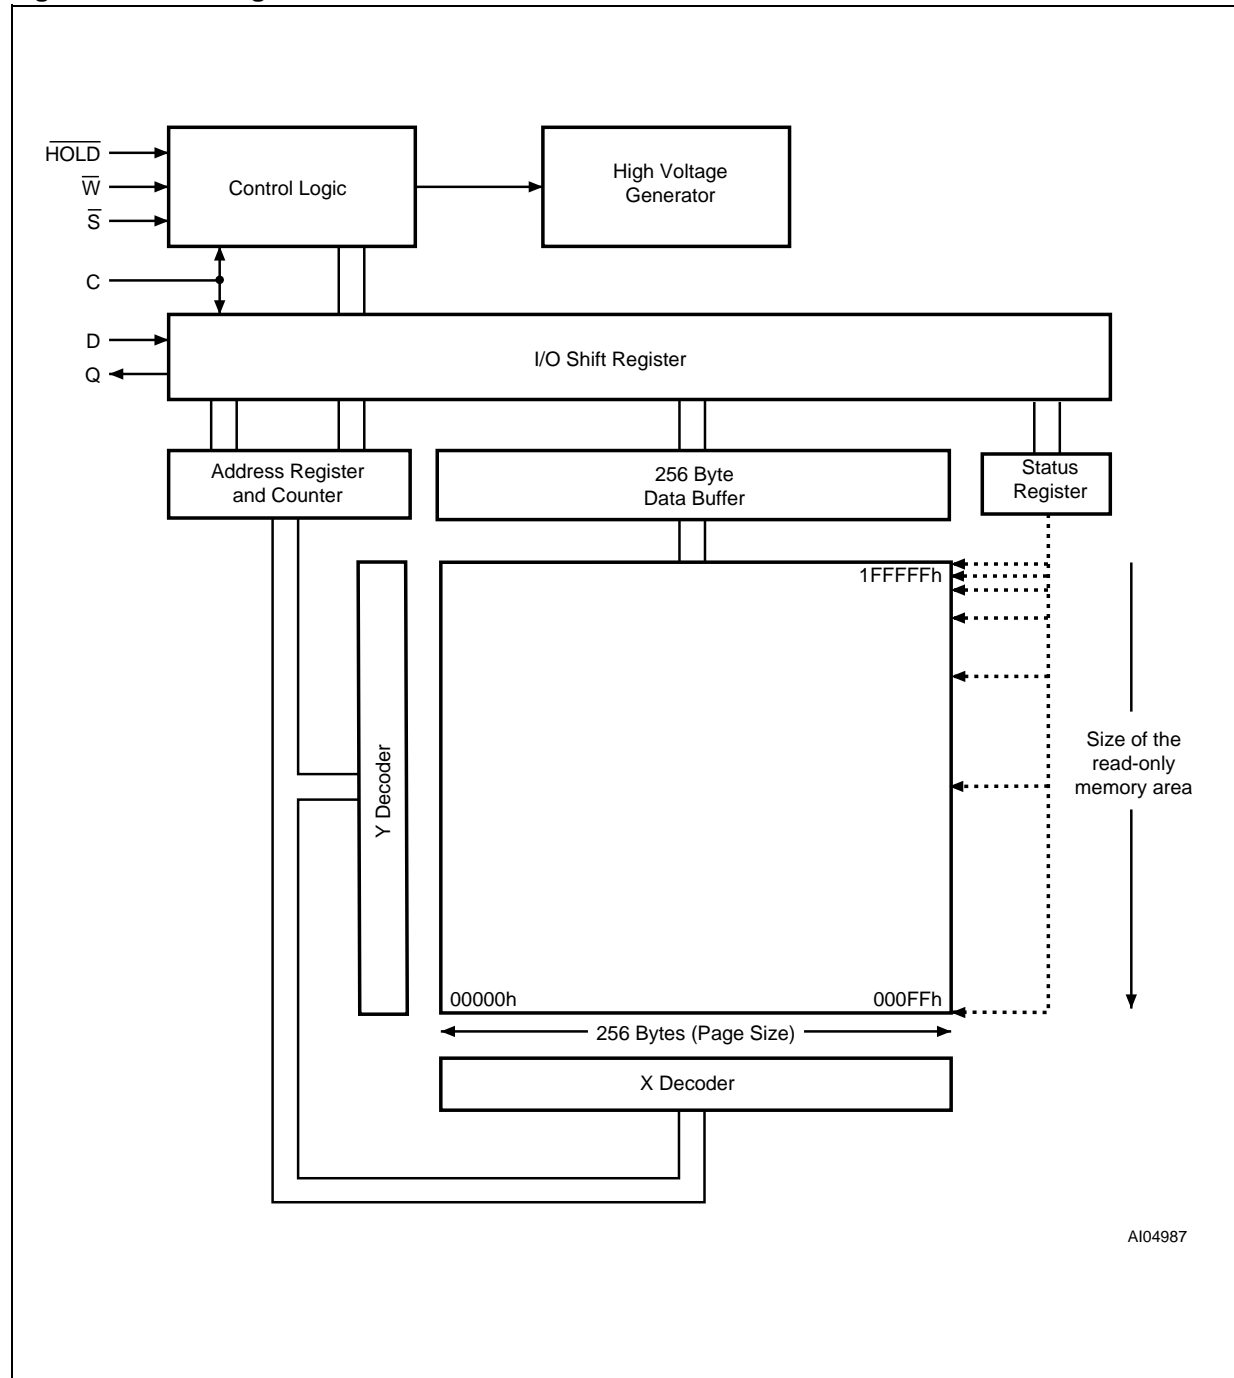 HOLD
W
S
C
D
Q
Control Logic
High Voltage
Generator
I/O Shift Register
Address Register
and Counter
256 Byte
Data Buffer
Status
Register
1FFFFFh
Y Decoder
Size of the
read-only
memory area
00000h
000FFh
256 Bytes (Page Size)
X Decoder
AI04987